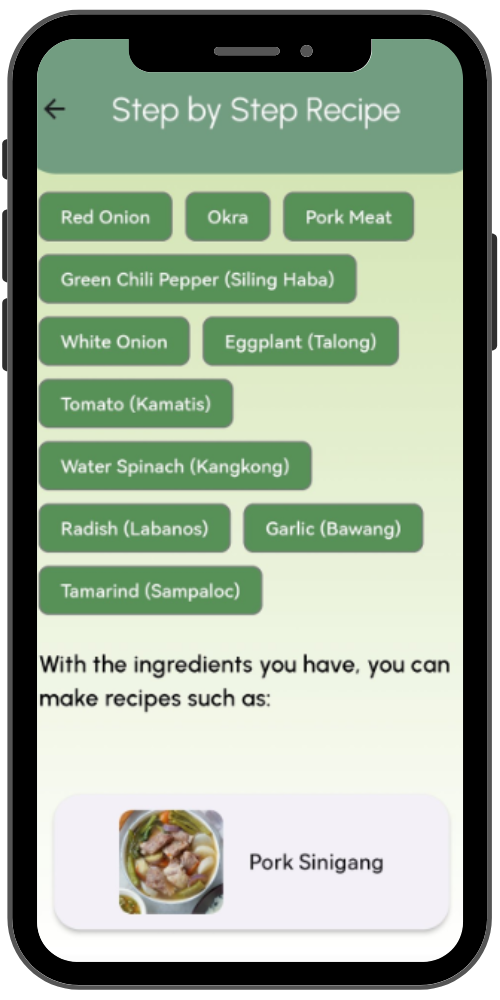 Step by Step Recipe
Red Onion Okra Pork Meat
Green Chili Pepper (Siling Haba)
White Onion Eggplant (Talong)
Tomato (Kamatis)
Water Spinach (Kangkong)
Radish (Labanos) Garlic (Bawang)
Tamarind (Sampaloc)
With the ingredients you have, you can
make recipes such as:
Pork Sinigang